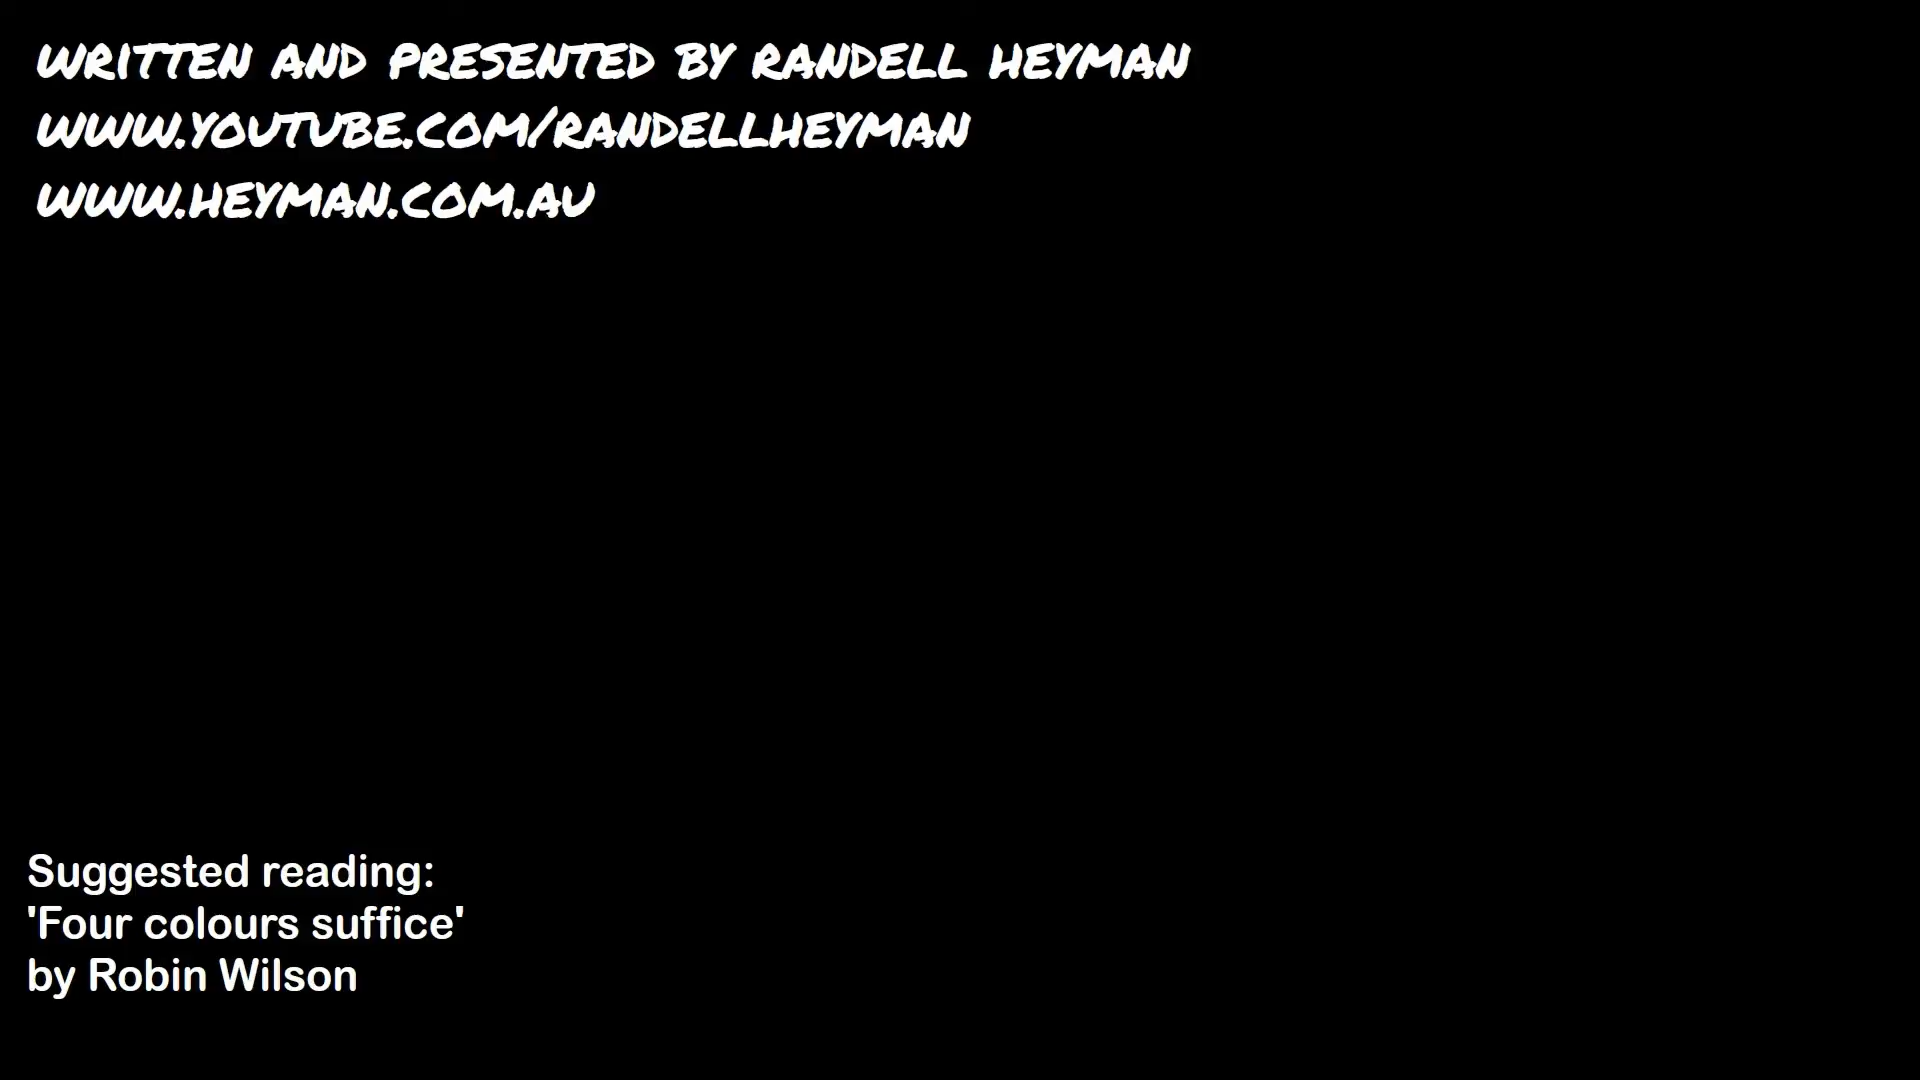 WRITTEN AND PRESENTED BY RANDELL HEYMAN
WWW.YOUTUBE.COM/RANDELLHEYMAN
WWW.HEYMAN.COM.AU
Suggested reading:
'Four colours suffice'
by Robin Wilson